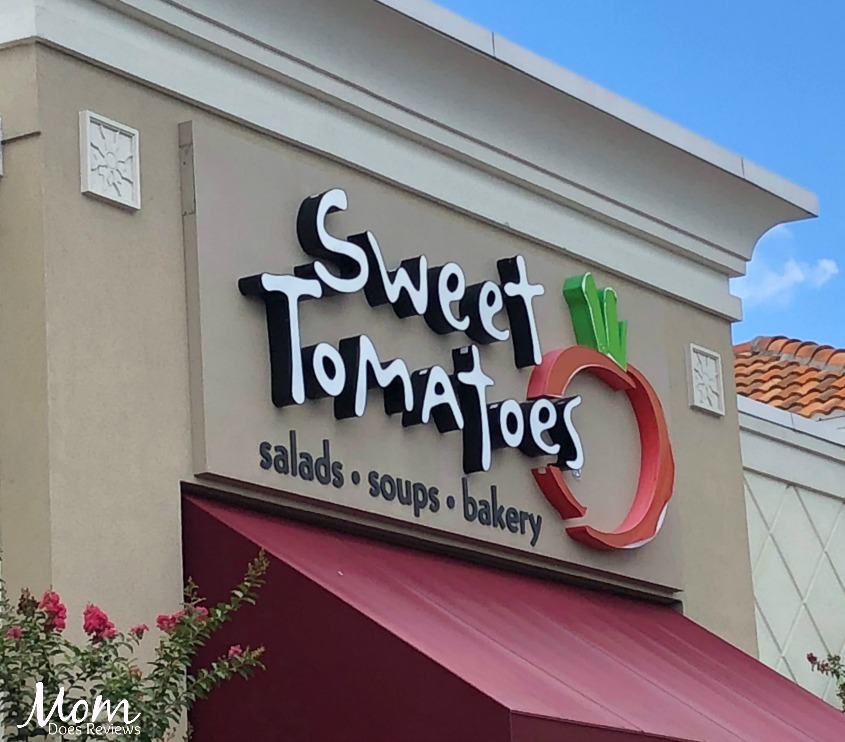 Sweet
Tomatoes
salads • soups • bakery
Mom
Does Reviews